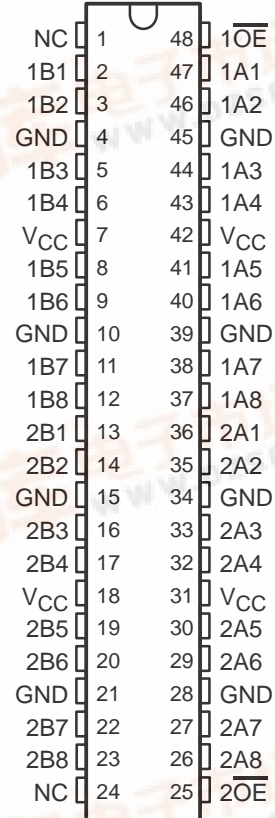 NC 1 48 1O̅E̅
1B1 2 47 1A1
1B2 3 46 1A2
GND 4 45 GND
1B3 5 44 1A3
1B4 6 43 1A4
VCC 7 42 VCC
1B5 8 41 1A5
1B6 9 40 1A6
GND 10 39 GND
1B7 11 38 1A7
1B8 12 37 1A8
2B1 13 36 2A1
2B2 14 35 2A2
GND 15 34 GND
2B3 16 33 2A3
2B4 17 32 2A4
VCC 18 31 VCC
2B5 19 30 2A5
2B6 20 29 2A6
GND 21 28 GND
2B7 22 27 2A7
2B8 23 26 2A8
NC 24 25 2O̅E̅